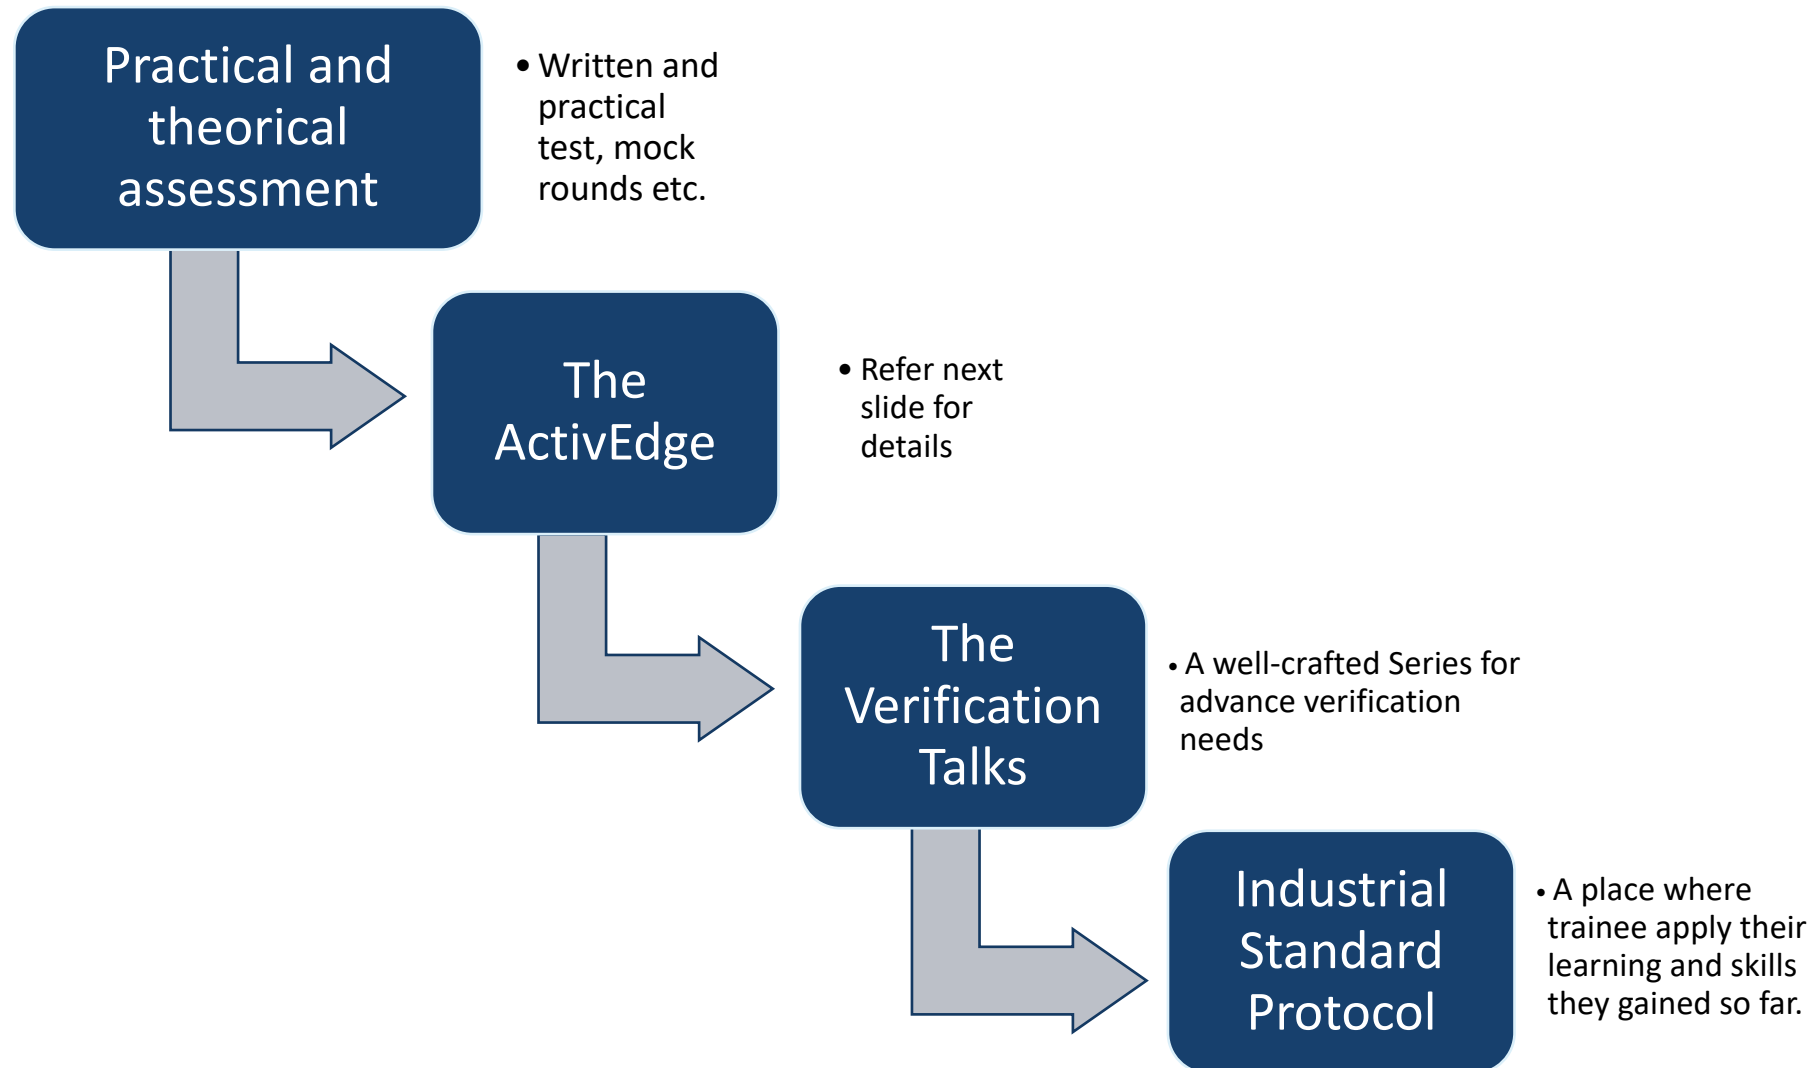 Practical and
theorical
assessment
• Written and
practical
test, mock
rounds etc.
The
ActivEdge
• Refer next
slide for
details
The
Verification
Talks
• A well-crafted Series for
advance verification
needs
Industrial
Standard
Protocol
• A place where
trainee apply their
learning and skills
they gained so far.